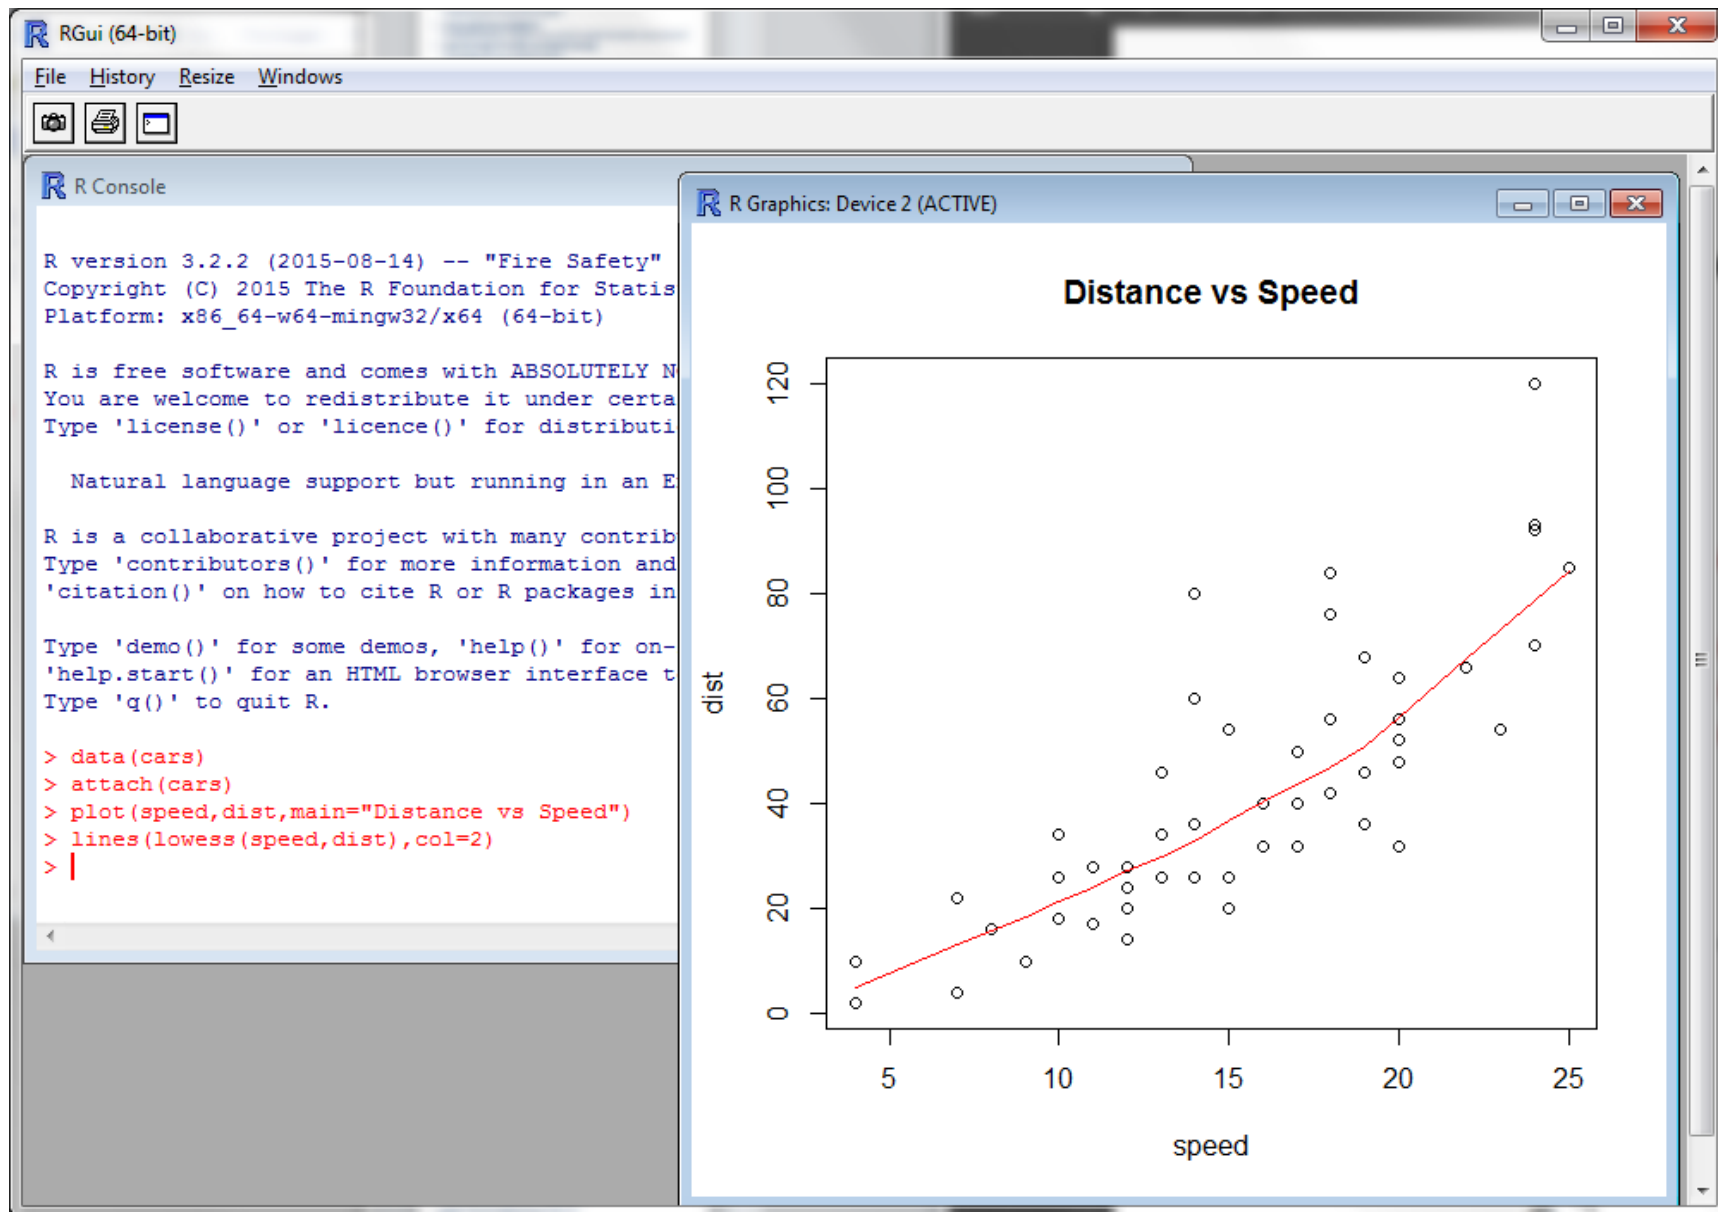 RGui (64-bit)
File History Resize Windows
R Console
R version 3.2.2 (2015-08-14) -- "Fire Safety"
Copyright (C) 2015 The R Foundation for Statis
Platform: x86_64-w64-mingw32/x64 (64-bit)
R is free software and comes with ABSOLUTELY N
You are welcome to redistribute it under certa
Type 'license()' or 'licence()' for distributi
Natural language support but running in an E
R is a collaborative project with many contrib
Type 'contributors()' for more information and
'citation()' on how to cite R or R packages in
Type 'demo()' for some demos, 'help()' for on-
'help.start()' for an HTML browser interface t
Type 'q()' to quit R.
> data(cars)
> attach(cars)
> plot(speed,dist,main="Distance vs Speed")
> lines(lowess(speed,dist),col=2)
>
R Graphics: Device 2 (ACTIVE)
Distance vs Speed
120
100
80
60
40
20
0
dist
5 10 15 20 25
speed